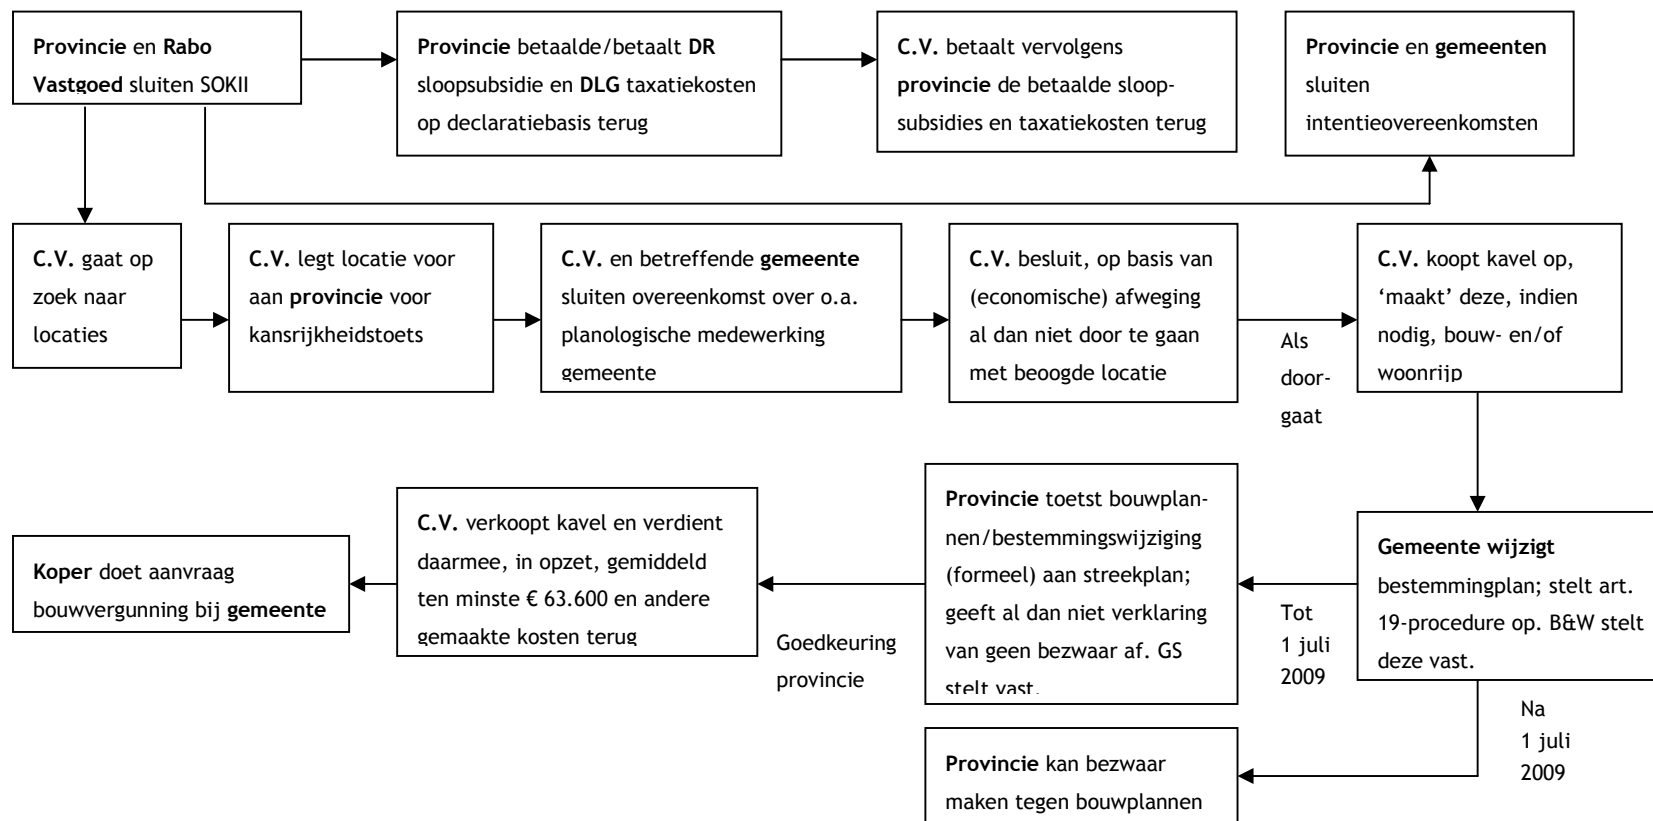 Provincie en Rabo
Vastgoed sluiten SOKII
Provincie betaalde/betaalt DR
sloopsubsidie en DLG taxatiekosten
op declaratiebasis terug
C.V. betaalt vervolgens
provincie de betaalde sloop-
subsidies en taxatiekosten terug
Provincie en gemeenten
sluiten
intentieovereenkomsten
C.V. gaat op
zoek naar
locaties
C.V. legt locatie voor
aan provincie voor
kansrijkheidstoets
C.V. en betreffende gemeente
sluiten overeenkomst over o.a.
planologische medewerking
gemeente
C.V. besluit, op basis van
(economische) afweging
al dan niet door te gaan
met beoogde locatie
Als
door-
gaat
C.V. koopt kavel op,
‘maakt’ deze, indien
nodig, bouw- en/of
woonrijp
Koper doet aanvraag
bouwvergunning bij gemeente
C.V. verkoopt kavel en verdient
daarmee, in opzet, gemiddeld
ten minste € 63.600 en andere
gemaakte kosten terug
Goedkeuring
provincie
Provincie toetst bouwplan-
nen/bestemmingswijziging
(formeel) aan streekplan;
geeft al dan niet verklaring
van geen bezwaar af. GS
stelt vast.
Tot
1 juli
2009
Gemeente wijzigt
bestemmingplan; stelt art.
19-procedure op. B&W stelt
deze vast.
Na
1 juli
2009
Provincie kan bezwaar
maken tegen bouwplannen